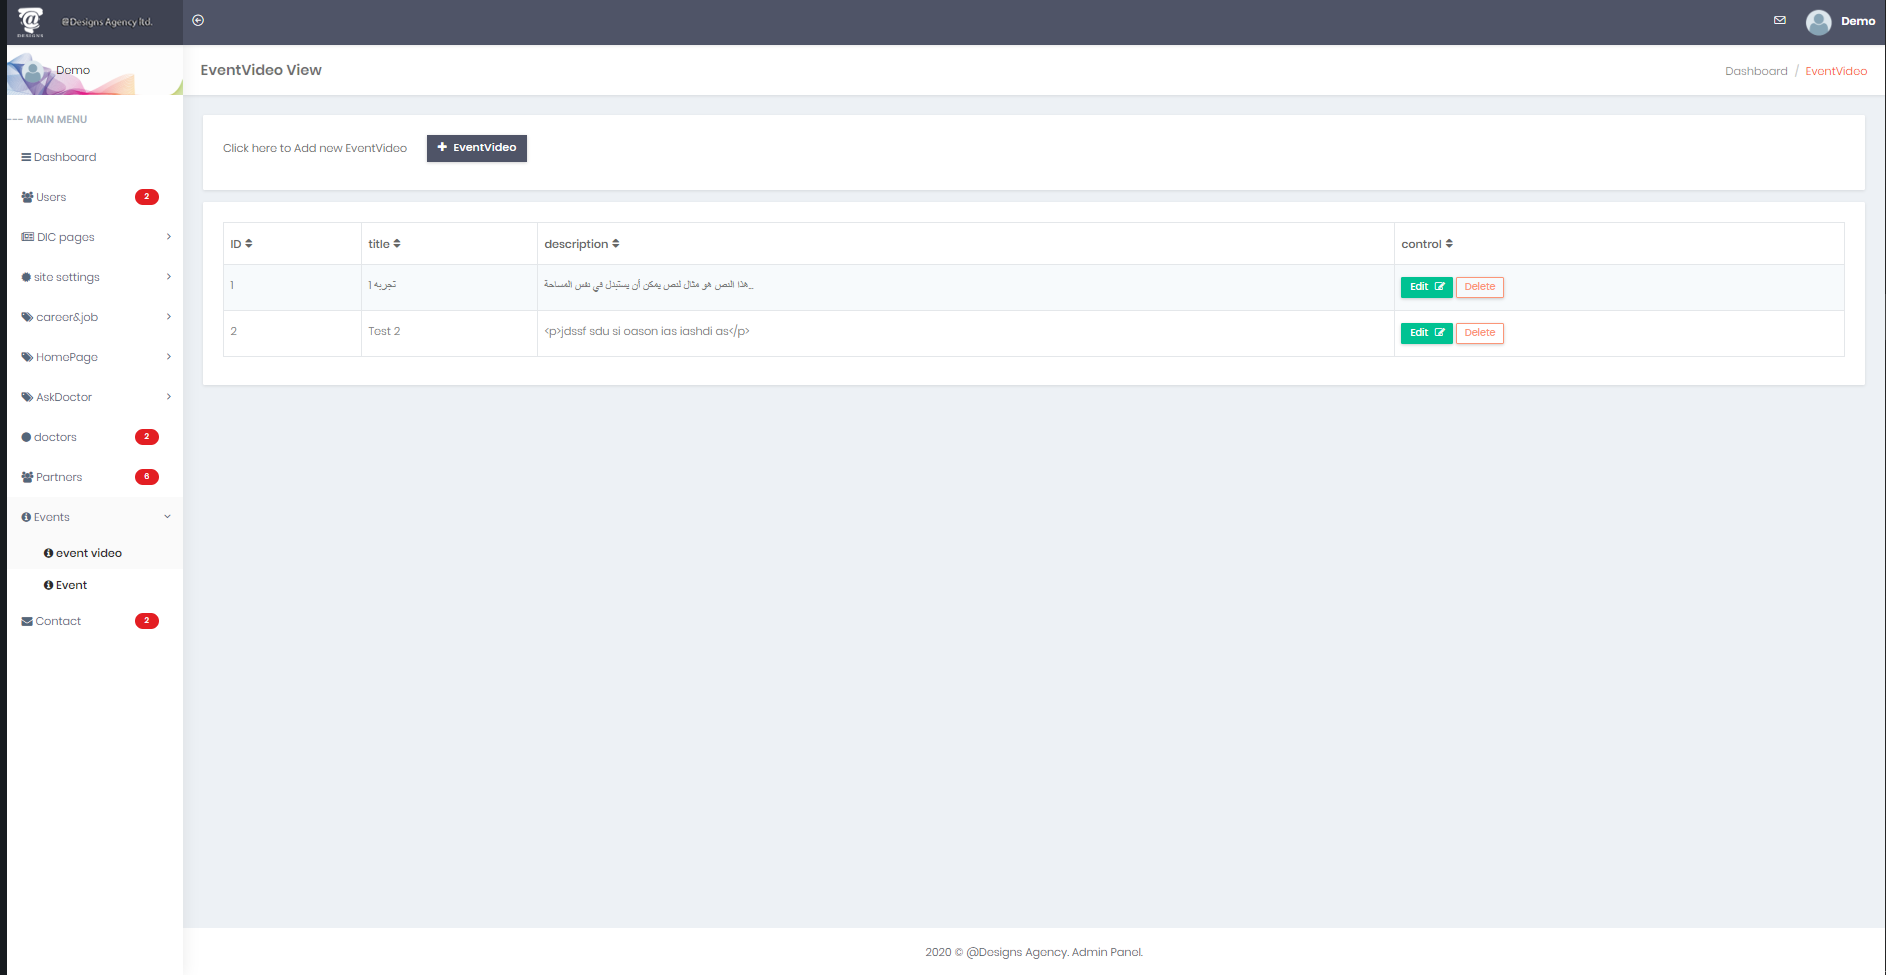 @Designs Agency ltd.
DESIGNS
Demo
Demo
EventVideo View
Dashboard / EventVideo
--- MAIN MENU
Dashboard
Users 2
DIC pages
site settings
career&job
HomePage
AskDoctor
doctors 2
Partners 6
Events
event video
Event
Contact 2
Click here to Add new EventVideo
+ EventVideo
ID title description control
1 تجربه 1 هذا النص هو مثال لنص يمكن أن يستبدل في نفس المساحة... Edit Delete
2 Test 2 <p>jdssf sdu si oason ias iashdi as</p> Edit Delete
2020 © @Designs Agency. Admin Panel.